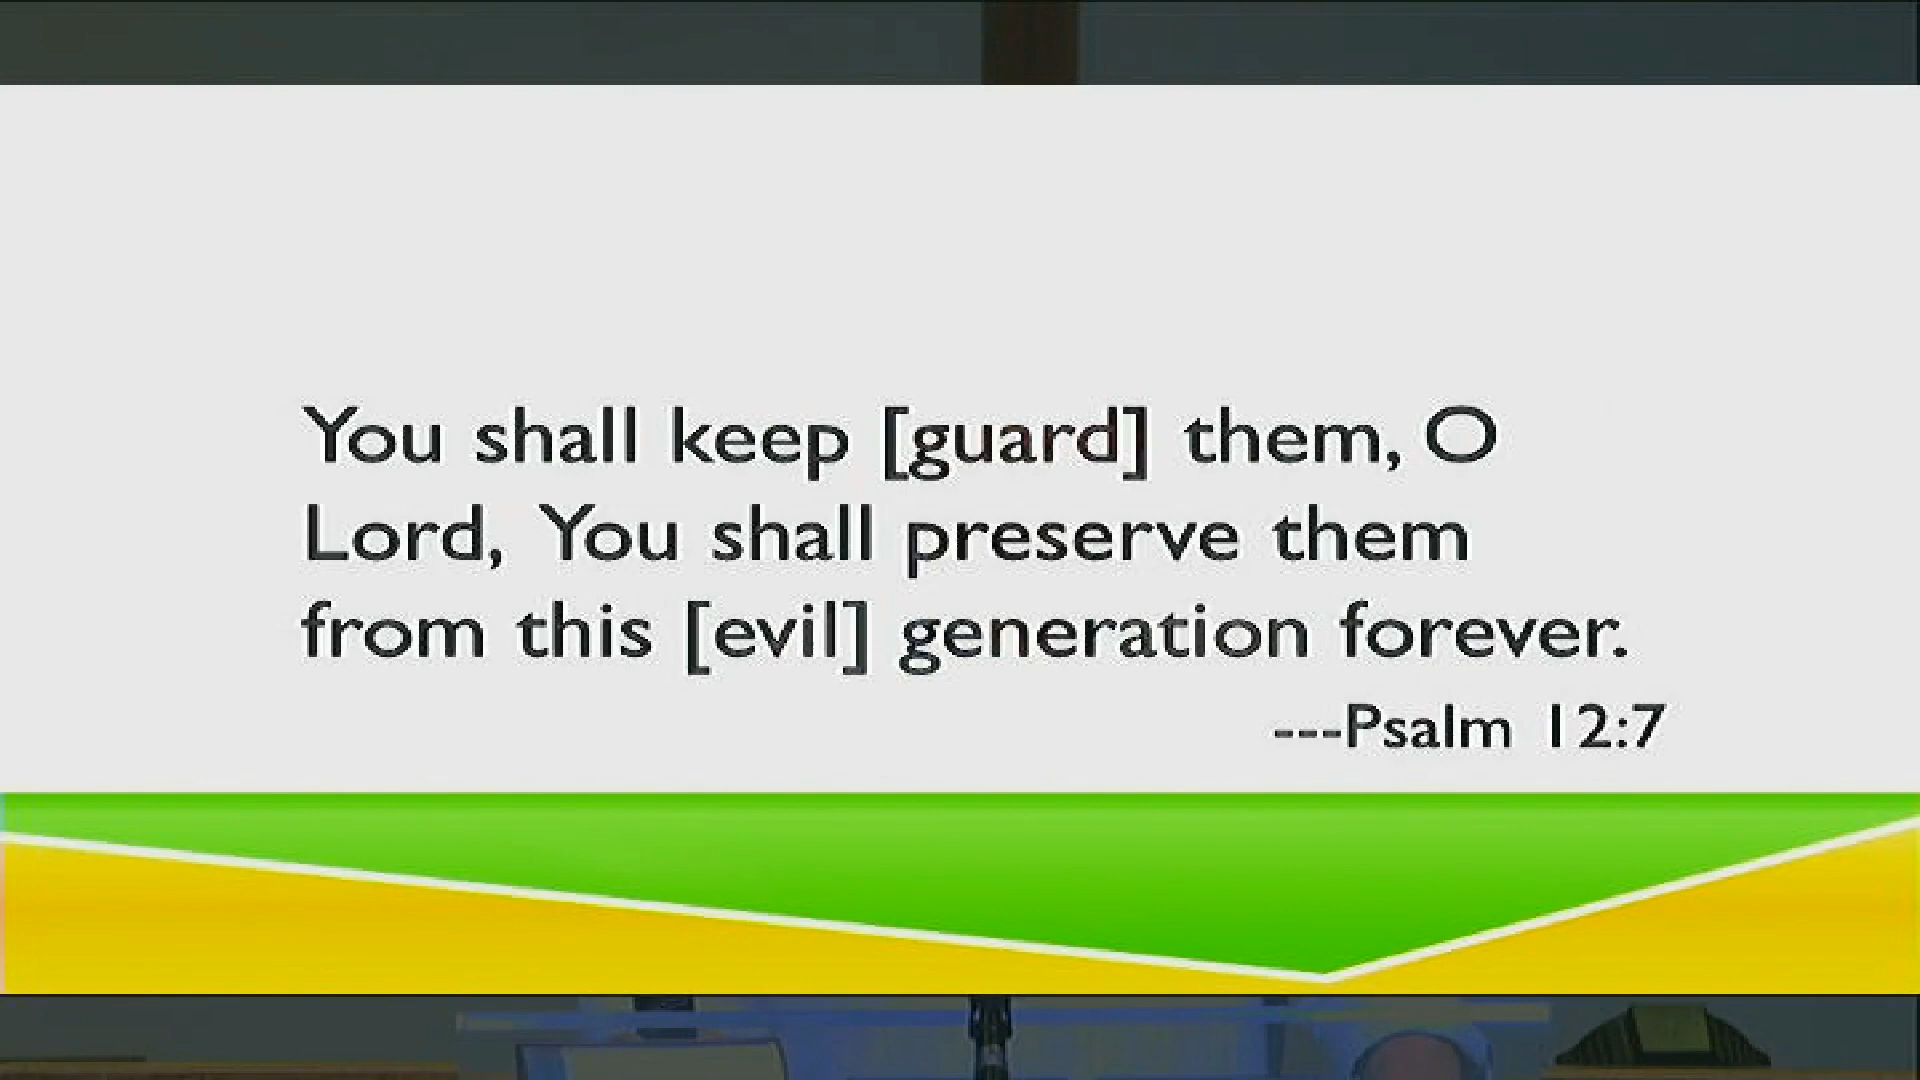 You shall keep [guard] them, O
Lord, You shall preserve them
from this [evil] generation forever.
---Psalm 12:7